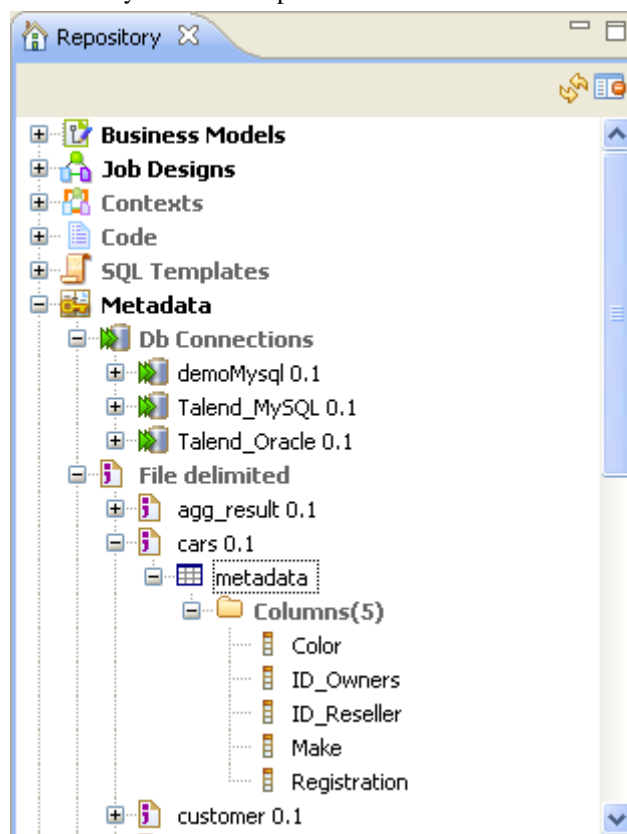 Repository
Business Models
Job Designs
Contexts
Code
SQL Templates
Metadata
Db Connections
demoMysql 0.1
Talend_MySQL 0.1
Talend_Oracle 0.1
File delimited
agg_result 0.1
cars 0.1
metadata
Columns(5)
Color
ID_Owners
ID_Reseller
Make
Registration
customer 0.1